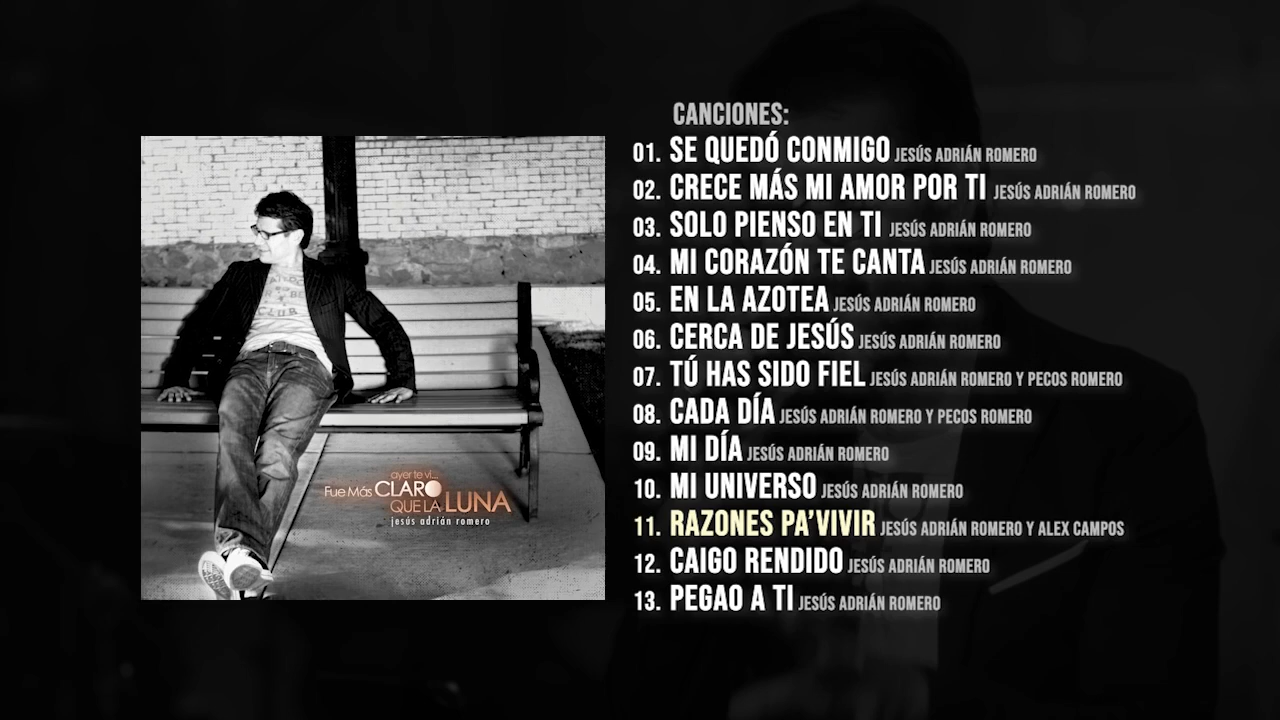 CANCIONES:
01. SE QUEDÓ CONMIGO JESÚS ADRIÁN ROMERO
02. CRECE MÁS MI AMOR POR TI JESÚS ADRIÁN ROMERO
03. SOLO PIENSO EN TI JESÚS ADRIÁN ROMERO
04. MI CORAZÓN TE CANTA JESÚS ADRIÁN ROMERO
05. EN LA AZOTEA JESÚS ADRIÁN ROMERO
06. CERCA DE JESÚS JESÚS ADRIÁN ROMERO
07. TÚ HAS SIDO FIEL JESÚS ADRIÁN ROMERO Y PECOS ROMERO
08. CADA DÍA JESÚS ADRIÁN ROMERO Y PECOS ROMERO
09. MI DÍA JESÚS ADRIÁN ROMERO
10. MI UNIVERSO JESÚS ADRIÁN ROMERO
11. RAZONES PA'VIVIR JESÚS ADRIÁN ROMERO Y ALEX CAMPOS
12. CAIGO RENDIDO JESÚS ADRIÁN ROMERO
13. PEGAO A TI JESÚS ADRIÁN ROMERO
CLUB
ayer te vi...
Fue Más CLARO
QUE LA LUNA
jesús adrián romero